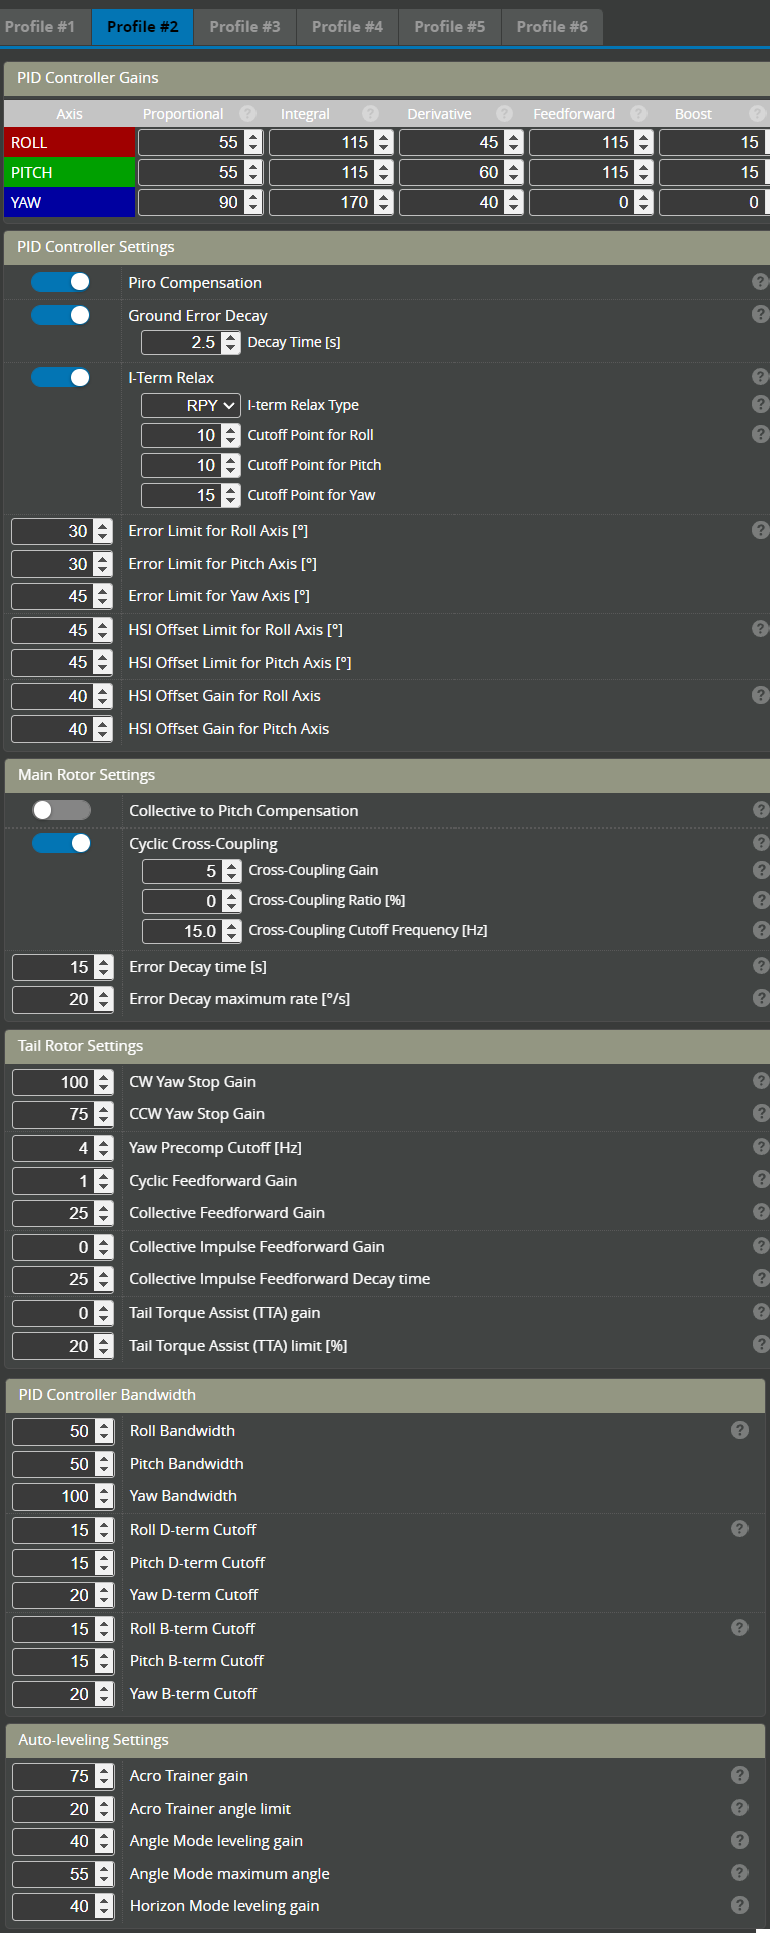 Profile #1 Profile #2 Profile #3 Profile #4 Profile #5 Profile #6
PID Controller Gains
Axis Proportional ? Integral ? Derivative ? Feedforward ? Boost ?
ROLL 55 115 45 115 15
PITCH 55 115 60 115 15
YAW 90 170 40 0 0
PID Controller Settings
Piro Compensation ?
Ground Error Decay ?
2.5 Decay Time [s]
I-Term Relax ?
RPY I-term Relax Type ?
10 Cutoff Point for Roll ?
10 Cutoff Point for Pitch
15 Cutoff Point for Yaw
30 Error Limit for Roll Axis [°] ?
30 Error Limit for Pitch Axis [°]
45 Error Limit for Yaw Axis [°]
45 HSI Offset Limit for Roll Axis [°] ?
45 HSI Offset Limit for Pitch Axis [°]
40 HSI Offset Gain for Roll Axis ?
40 HSI Offset Gain for Pitch Axis
Main Rotor Settings
Collective to Pitch Compensation ?
Cyclic Cross-Coupling ?
5 Cross-Coupling Gain ?
0 Cross-Coupling Ratio [%] ?
15.0 Cross-Coupling Cutoff Frequency [Hz] ?
15 Error Decay time [s] ?
20 Error Decay maximum rate [°/s] ?
Tail Rotor Settings
100 CW Yaw Stop Gain ?
75 CCW Yaw Stop Gain ?
4 Yaw Precomp Cutoff [Hz] ?
1 Cyclic Feedforward Gain ?
25 Collective Feedforward Gain ?
0 Collective Impulse Feedforward Gain ?
25 Collective Impulse Feedforward Decay time ?
0 Tail Torque Assist (TTA) gain ?
20 Tail Torque Assist (TTA) limit [%] ?
PID Controller Bandwidth
50 Roll Bandwidth ?
50 Pitch Bandwidth
100 Yaw Bandwidth
15 Roll D-term Cutoff ?
15 Pitch D-term Cutoff
20 Yaw D-term Cutoff
15 Roll B-term Cutoff ?
15 Pitch B-term Cutoff
20 Yaw B-term Cutoff
Auto-leveling Settings
75 Acro Trainer gain ?
20 Acro Trainer angle limit ?
40 Angle Mode leveling gain ?
55 Angle Mode maximum angle ?
40 Horizon Mode leveling gain ?